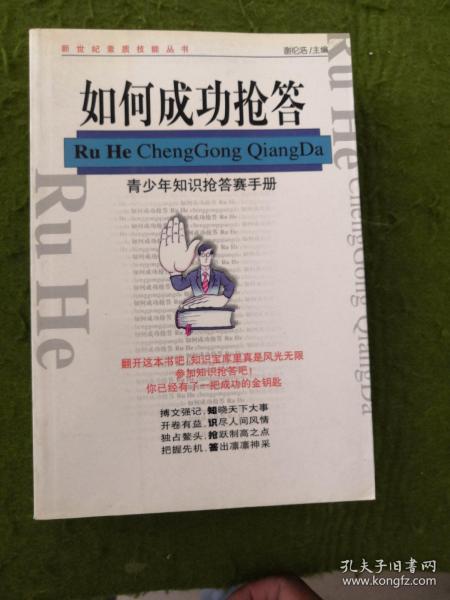 新世纪素质技能丛书
谢伦浩/主编
如何成功抢答
Ru He ChengGong QiangDa
青少年知识抢答赛手册
Ru He
Ru He ChengGong QiangDa
翻开这本书吧!知识宝库里真是风光无限
参加知识抢答吧!
你已经有了一把成功的金钥匙
搏文强记,知晓天下大事
开卷有益,识尽人间风情
独占鳌头,抢跃制高之点
把握先机,答出凛凛神采
孔夫子旧书网
www.kongfz.com